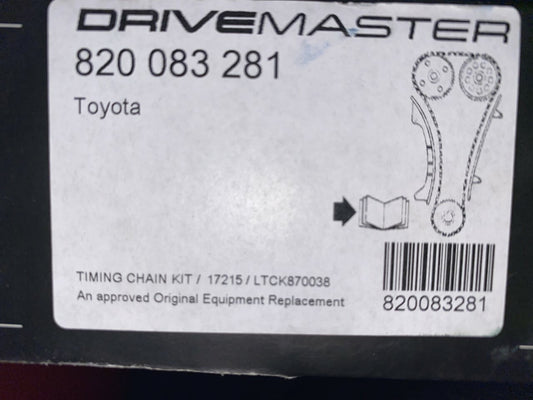 DRIVEMASTER
820 083 281
Toyota
TIMING CHAIN KIT / 17215 / LTCK870038
An approved Original Equipment Replacement
820083281